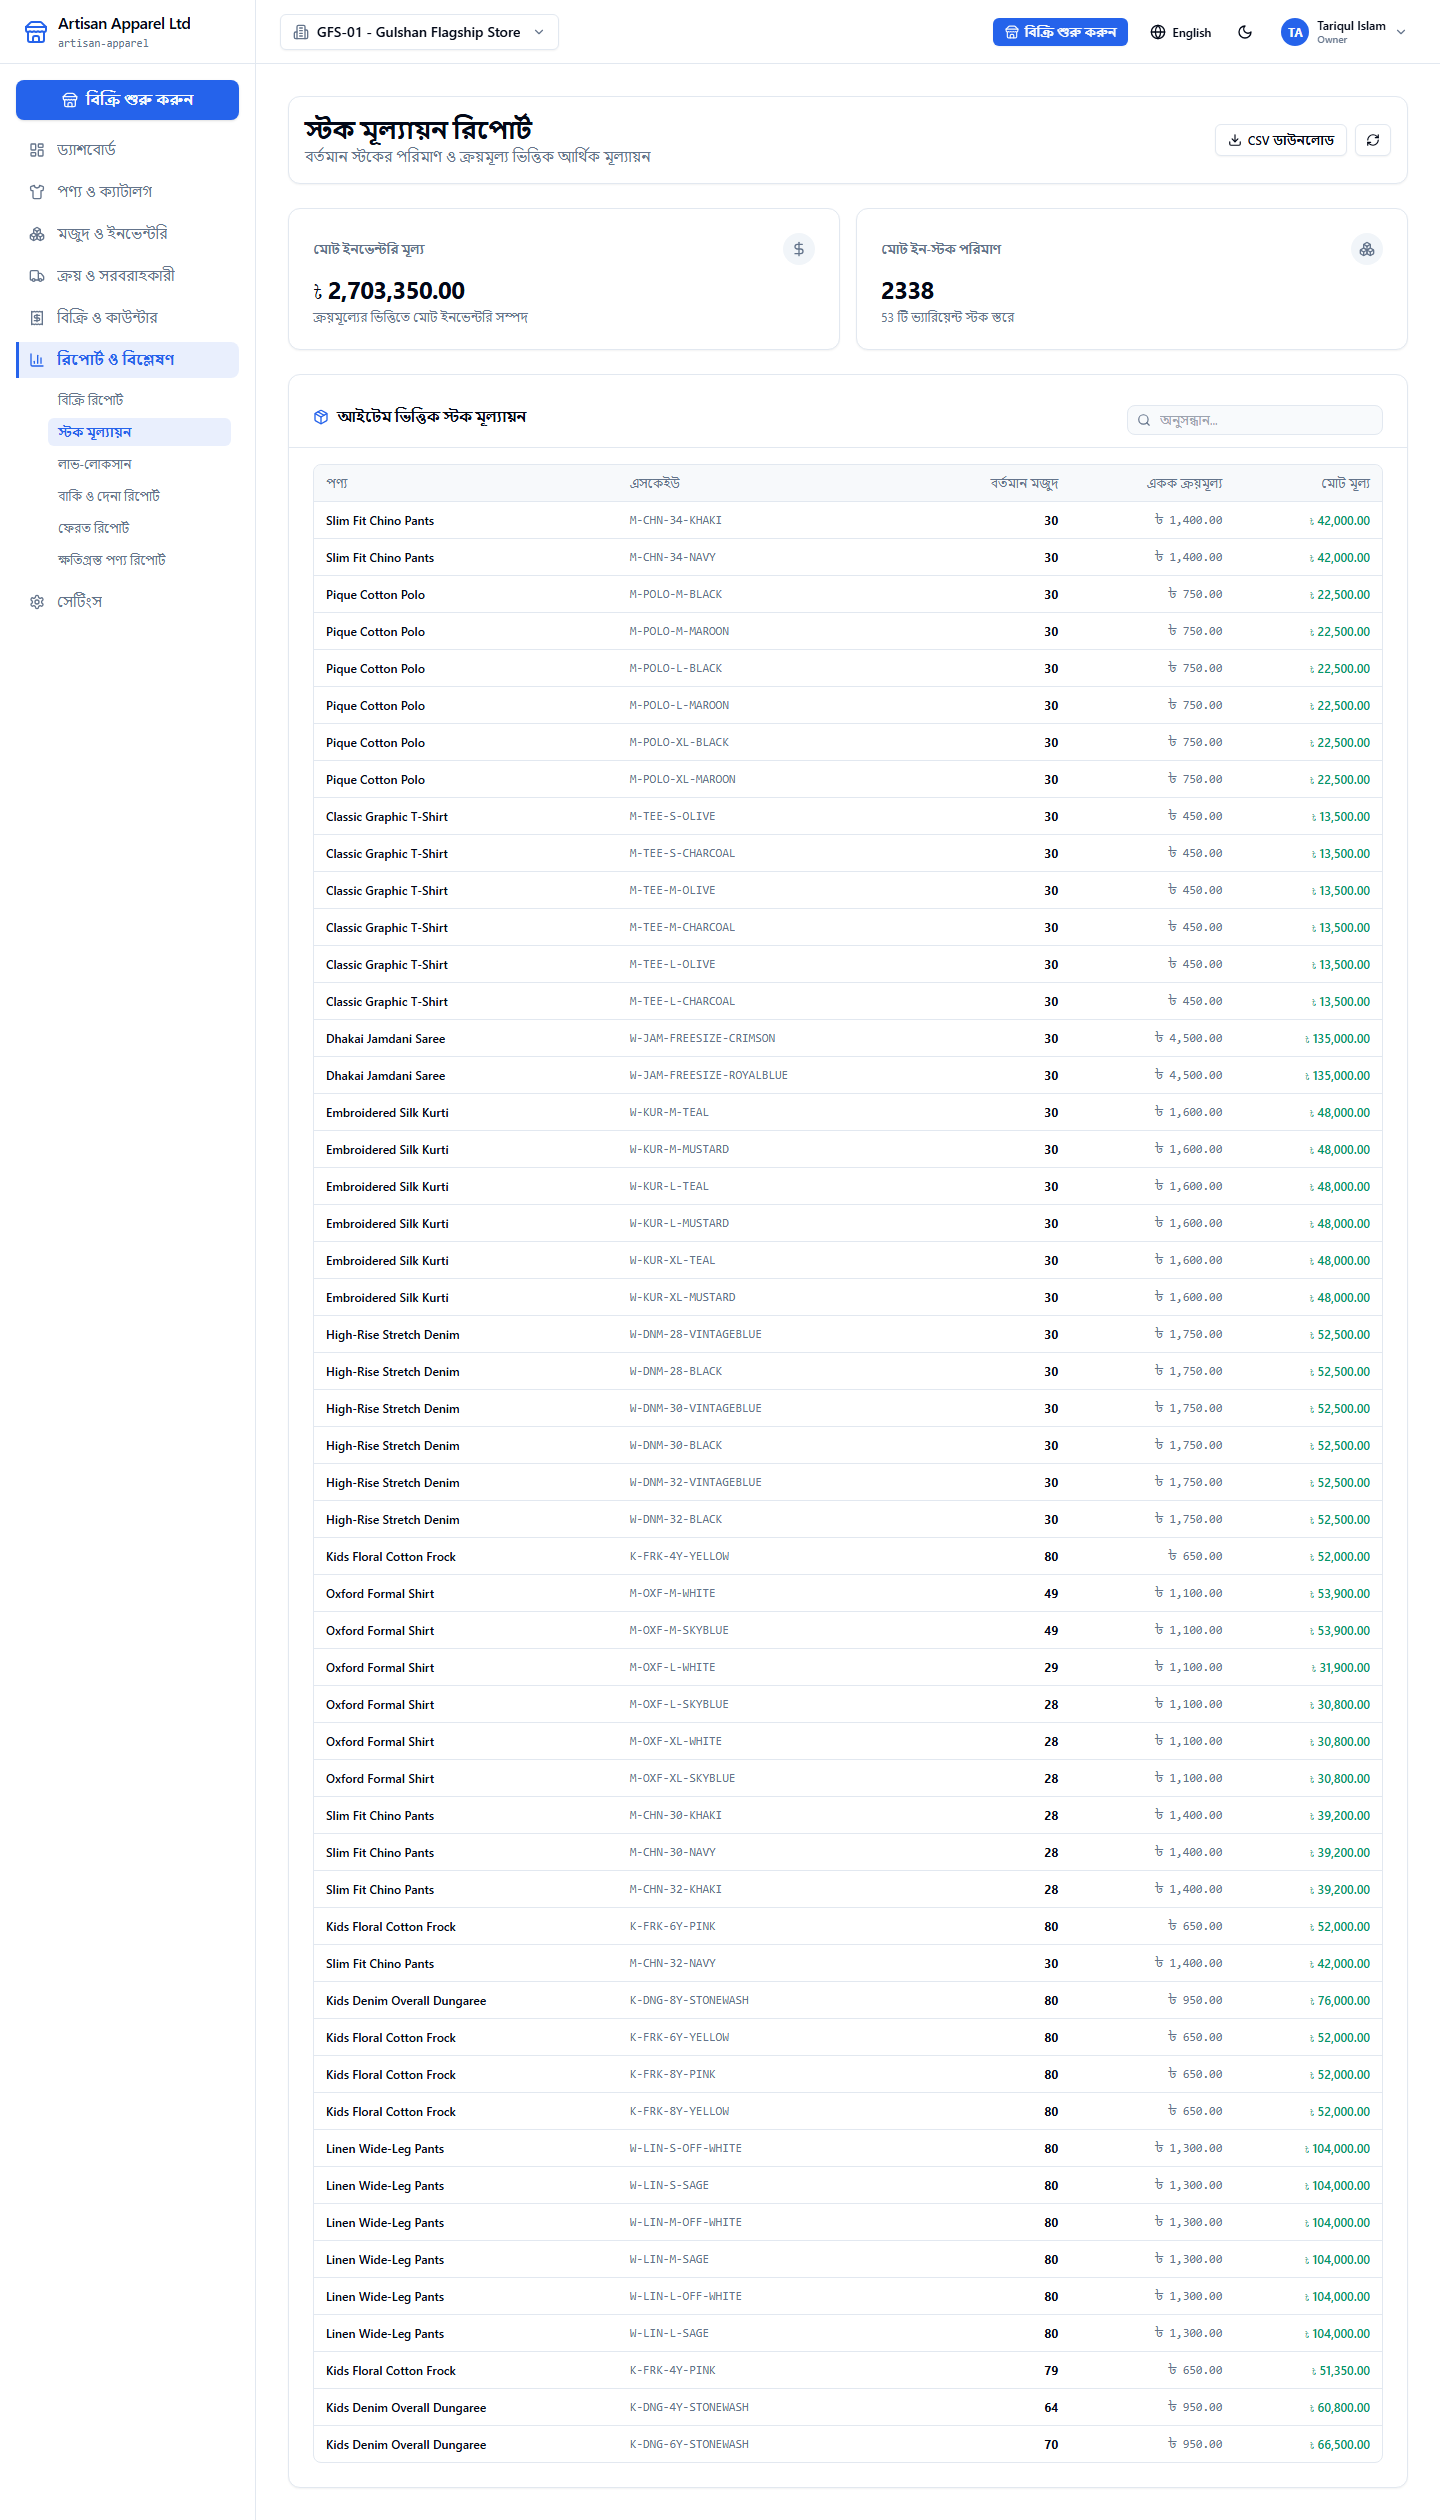 Artisan Apparel Ltd
artisan-apparel
GFS-01 - Gulshan Flagship Store
বিক্রি শুরু করুন
English
TA
Tariqul Islam
Owner
বিক্রি শুরু করুন
ড্যাশবোর্ড
পণ্য ও ক্যাটালগ
মজুদ ও ইনভেন্টরি
ক্রয় ও সরবরাহকারী
বিক্রি ও কাউন্টার
রিপোর্ট ও বিশ্লেষণ
বিক্রি রিপোর্ট
স্টক মূল্যায়ন
লাভ-লোকসান
বাকি ও দেনা রিপোর্ট
ফেরত রিপোর্ট
ক্ষতিগ্রস্ত পণ্য রিপোর্ট
সেটিংস
স্টক মূল্যায়ন রিপোর্ট
বর্তমান স্টকের পরিমাণ ও ক্রয়মূল্য ভিত্তিক আর্থিক মূল্যায়ন
CSV ডাউনলোড
মোট ইনভেন্টরি মূল্য
৳ 2,703,350.00
ক্রয়মূল্যের ভিত্তিতে মোট ইনভেন্টরি সম্পদ
মোট ইন-স্টক পরিমাণ
2338
53 টি ভ্যারিয়েন্ট স্টক স্তরে
আইটেম ভিত্তিক স্টক মূল্যায়ন
অনুসন্ধান...
পণ্য এসকেইউ বর্তমান মজুদ একক ক্রয়মূল্য মোট মূল্য
Slim Fit Chino Pants M-CHN-34-KHAKI 30 ৳ 1,400.00 ৳ 42,000.00
Slim Fit Chino Pants M-CHN-34-NAVY 30 ৳ 1,400.00 ৳ 42,000.00
Pique Cotton Polo M-POLO-M-BLACK 30 ৳ 750.00 ৳ 22,500.00
Pique Cotton Polo M-POLO-M-MAROON 30 ৳ 750.00 ৳ 22,500.00
Pique Cotton Polo M-POLO-L-BLACK 30 ৳ 750.00 ৳ 22,500.00
Pique Cotton Polo M-POLO-L-MAROON 30 ৳ 750.00 ৳ 22,500.00
Pique Cotton Polo M-POLO-XL-BLACK 30 ৳ 750.00 ৳ 22,500.00
Pique Cotton Polo M-POLO-XL-MAROON 30 ৳ 750.00 ৳ 22,500.00
Classic Graphic T-Shirt M-TEE-S-OLIVE 30 ৳ 450.00 ৳ 13,500.00
Classic Graphic T-Shirt M-TEE-S-CHARCOAL 30 ৳ 450.00 ৳ 13,500.00
Classic Graphic T-Shirt M-TEE-M-OLIVE 30 ৳ 450.00 ৳ 13,500.00
Classic Graphic T-Shirt M-TEE-M-CHARCOAL 30 ৳ 450.00 ৳ 13,500.00
Classic Graphic T-Shirt M-TEE-L-OLIVE 30 ৳ 450.00 ৳ 13,500.00
Classic Graphic T-Shirt M-TEE-L-CHARCOAL 30 ৳ 450.00 ৳ 13,500.00
Dhakai Jamdani Saree W-JAM-FREESIZE-CRIMSON 30 ৳ 4,500.00 ৳ 135,000.00
Dhakai Jamdani Saree W-JAM-FREESIZE-ROYALBLUE 30 ৳ 4,500.00 ৳ 135,000.00
Embroidered Silk Kurti W-KUR-M-TEAL 30 ৳ 1,600.00 ৳ 48,000.00
Embroidered Silk Kurti W-KUR-M-MUSTARD 30 ৳ 1,600.00 ৳ 48,000.00
Embroidered Silk Kurti W-KUR-L-TEAL 30 ৳ 1,600.00 ৳ 48,000.00
Embroidered Silk Kurti W-KUR-L-MUSTARD 30 ৳ 1,600.00 ৳ 48,000.00
Embroidered Silk Kurti W-KUR-XL-TEAL 30 ৳ 1,600.00 ৳ 48,000.00
Embroidered Silk Kurti W-KUR-XL-MUSTARD 30 ৳ 1,600.00 ৳ 48,000.00
High-Rise Stretch Denim W-DNM-28-VINTAGEBLUE 30 ৳ 1,750.00 ৳ 52,500.00
High-Rise Stretch Denim W-DNM-28-BLACK 30 ৳ 1,750.00 ৳ 52,500.00
High-Rise Stretch Denim W-DNM-30-VINTAGEBLUE 30 ৳ 1,750.00 ৳ 52,500.00
High-Rise Stretch Denim W-DNM-30-BLACK 30 ৳ 1,750.00 ৳ 52,500.00
High-Rise Stretch Denim W-DNM-32-VINTAGEBLUE 30 ৳ 1,750.00 ৳ 52,500.00
High-Rise Stretch Denim W-DNM-32-BLACK 30 ৳ 1,750.00 ৳ 52,500.00
Kids Floral Cotton Frock K-FRK-4Y-YELLOW 80 ৳ 650.00 ৳ 52,000.00
Oxford Formal Shirt M-OXF-M-WHITE 49 ৳ 1,100.00 ৳ 53,900.00
Oxford Formal Shirt M-OXF-M-SKYBLUE 49 ৳ 1,100.00 ৳ 53,900.00
Oxford Formal Shirt M-OXF-L-WHITE 29 ৳ 1,100.00 ৳ 31,900.00
Oxford Formal Shirt M-OXF-L-SKYBLUE 28 ৳ 1,100.00 ৳ 30,800.00
Oxford Formal Shirt M-OXF-XL-WHITE 28 ৳ 1,100.00 ৳ 30,800.00
Oxford Formal Shirt M-OXF-XL-SKYBLUE 28 ৳ 1,100.00 ৳ 30,800.00
Slim Fit Chino Pants M-CHN-30-KHAKI 28 ৳ 1,400.00 ৳ 39,200.00
Slim Fit Chino Pants M-CHN-30-NAVY 28 ৳ 1,400.00 ৳ 39,200.00
Slim Fit Chino Pants M-CHN-32-KHAKI 28 ৳ 1,400.00 ৳ 39,200.00
Kids Floral Cotton Frock K-FRK-6Y-PINK 80 ৳ 650.00 ৳ 52,000.00
Slim Fit Chino Pants M-CHN-32-NAVY 30 ৳ 1,400.00 ৳ 42,000.00
Kids Denim Overall Dungaree K-DNG-8Y-STONEWASH 80 ৳ 950.00 ৳ 76,000.00
Kids Floral Cotton Frock K-FRK-6Y-YELLOW 80 ৳ 650.00 ৳ 52,000.00
Kids Floral Cotton Frock K-FRK-8Y-PINK 80 ৳ 650.00 ৳ 52,000.00
Kids Floral Cotton Frock K-FRK-8Y-YELLOW 80 ৳ 650.00 ৳ 52,000.00
Linen Wide-Leg Pants W-LIN-S-OFF-WHITE 80 ৳ 1,300.00 ৳ 104,000.00
Linen Wide-Leg Pants W-LIN-S-SAGE 80 ৳ 1,300.00 ৳ 104,000.00
Linen Wide-Leg Pants W-LIN-M-OFF-WHITE 80 ৳ 1,300.00 ৳ 104,000.00
Linen Wide-Leg Pants W-LIN-M-SAGE 80 ৳ 1,300.00 ৳ 104,000.00
Linen Wide-Leg Pants W-LIN-L-OFF-WHITE 80 ৳ 1,300.00 ৳ 104,000.00
Linen Wide-Leg Pants W-LIN-L-SAGE 80 ৳ 1,300.00 ৳ 104,000.00
Kids Floral Cotton Frock K-FRK-4Y-PINK 79 ৳ 650.00 ৳ 51,350.00
Kids Denim Overall Dungaree K-DNG-4Y-STONEWASH 64 ৳ 950.00 ৳ 60,800.00
Kids Denim Overall Dungaree K-DNG-6Y-STONEWASH 70 ৳ 950.00 ৳ 66,500.00